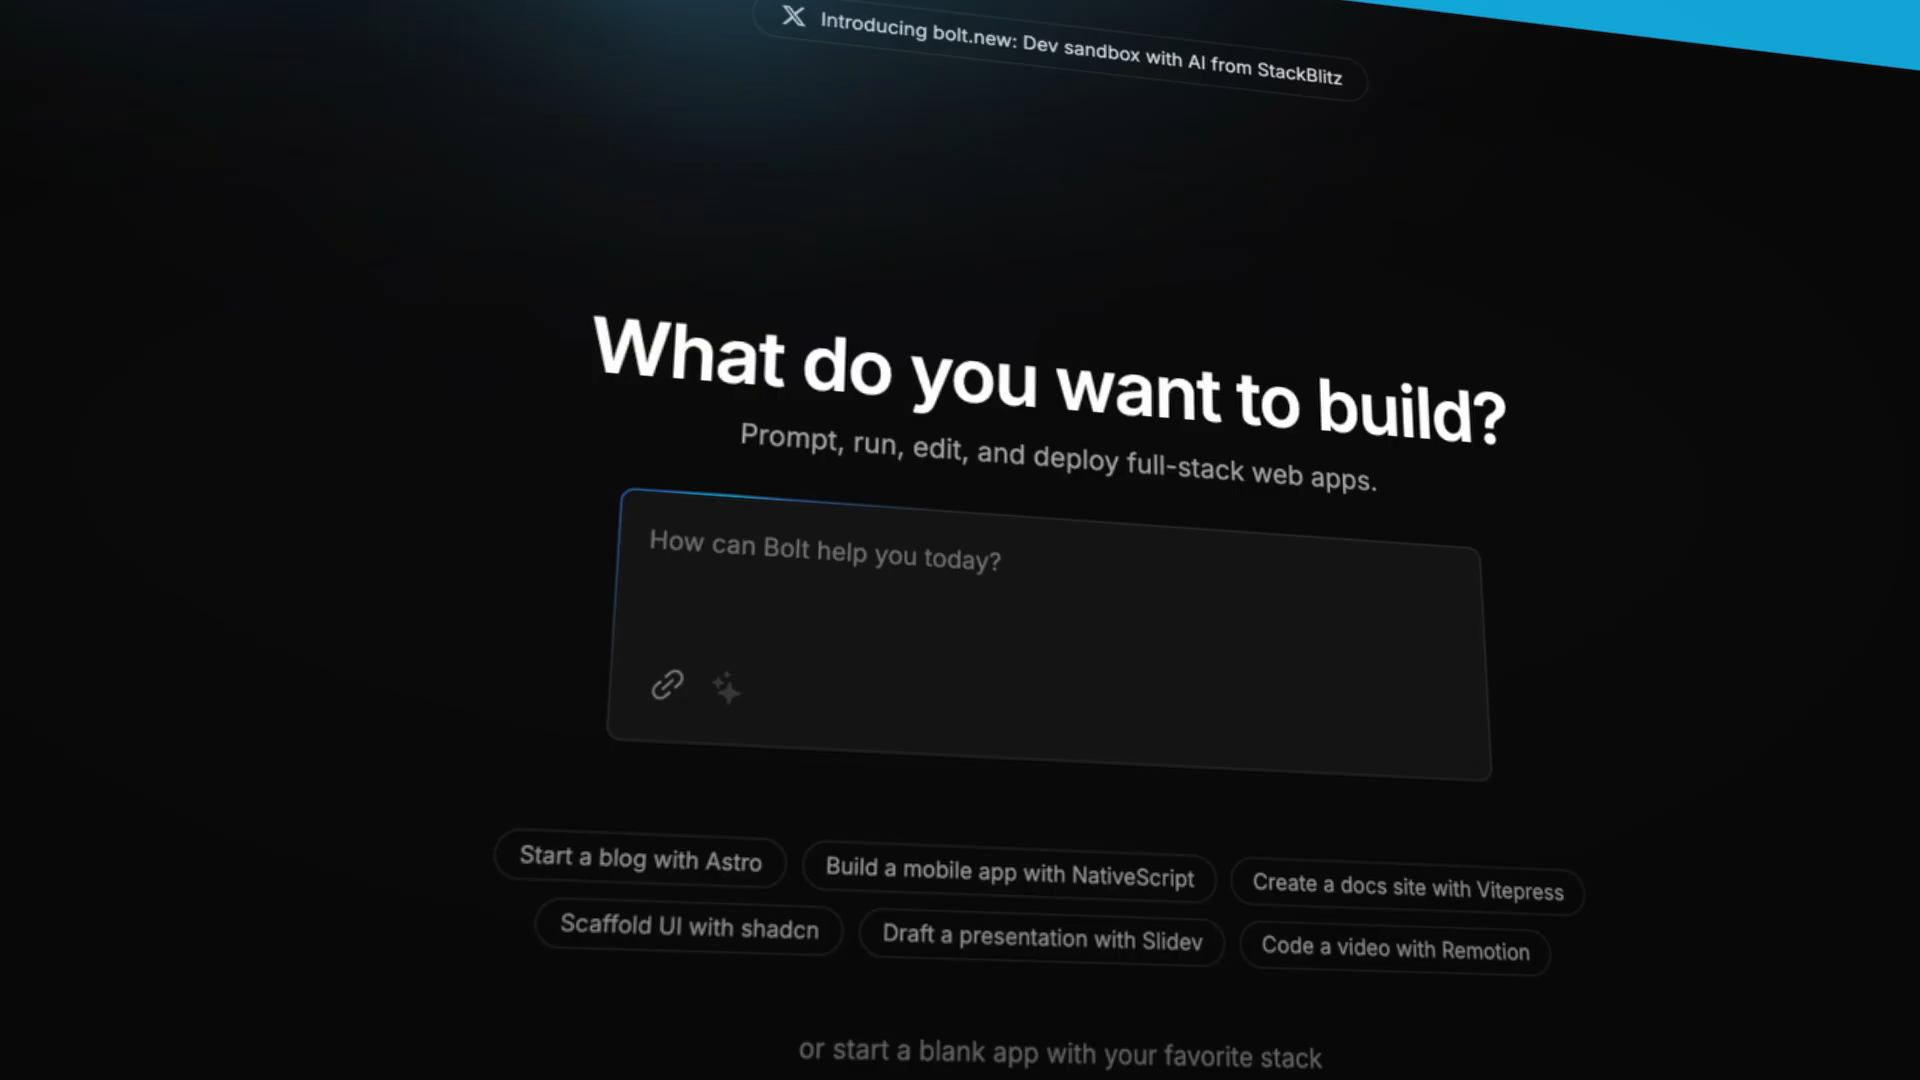 Introducing bolt.new: Dev sandbox with AI from StackBlitz
What do you want to build?
Prompt, run, edit, and deploy full-stack web apps.
How can Bolt help you today?
Start a blog with Astro
Build a mobile app with NativeScript
Create a docs site with Vitepress
Scaffold UI with shadcn
Draft a presentation with Slidev
Code a video with Remotion
or start a blank app with your favorite stack